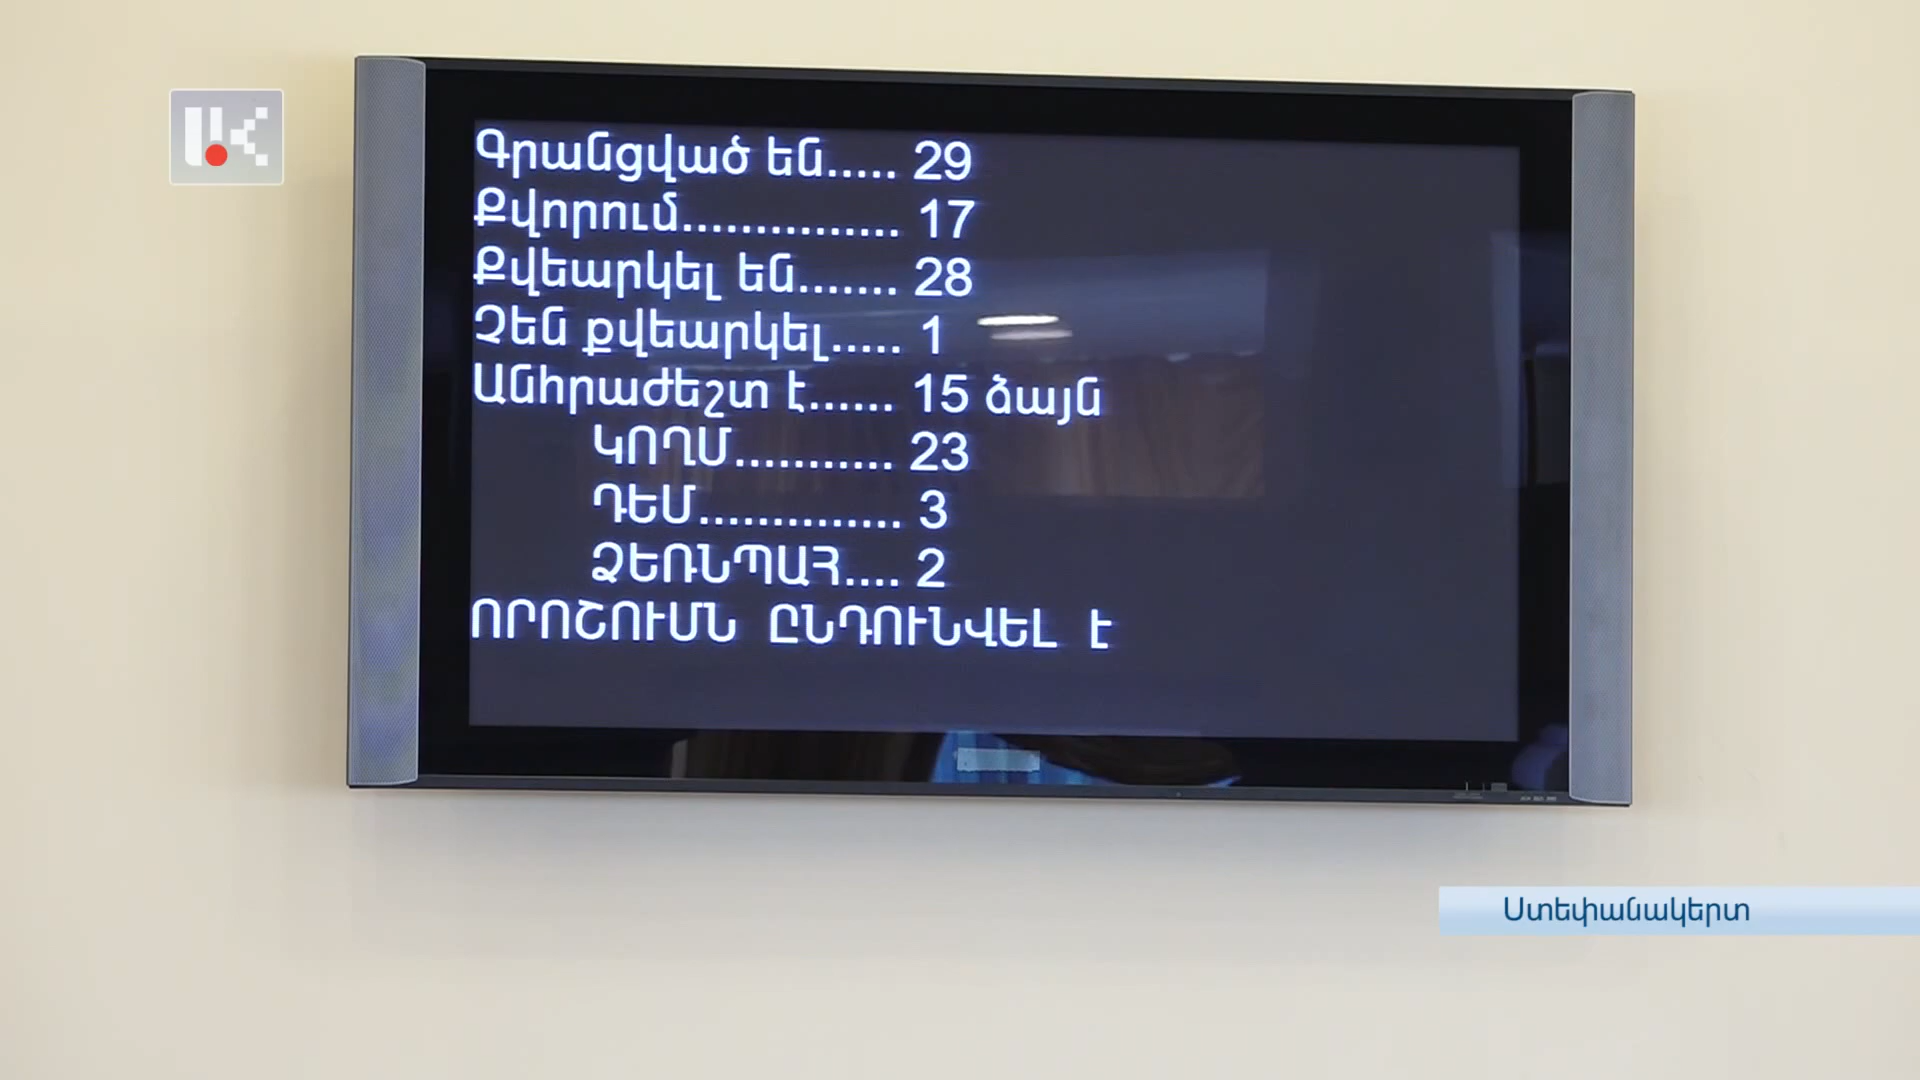 Գրանցված են..... 29
Քվորում............... 17
Քվեարկել են....... 28
Չեն քվեարկել..... 1
Անհրաժեշտ է...... 15 ձայն
ԿՈՂՄ........... 23
ԴԵՄ.............. 3
ՁԵՌՆՊԱՀ.... 2
ՈՐՈՇՈՒՄՆ ԸՆԴՈՒՆՎԵԼ է
Ստեփանակերտ